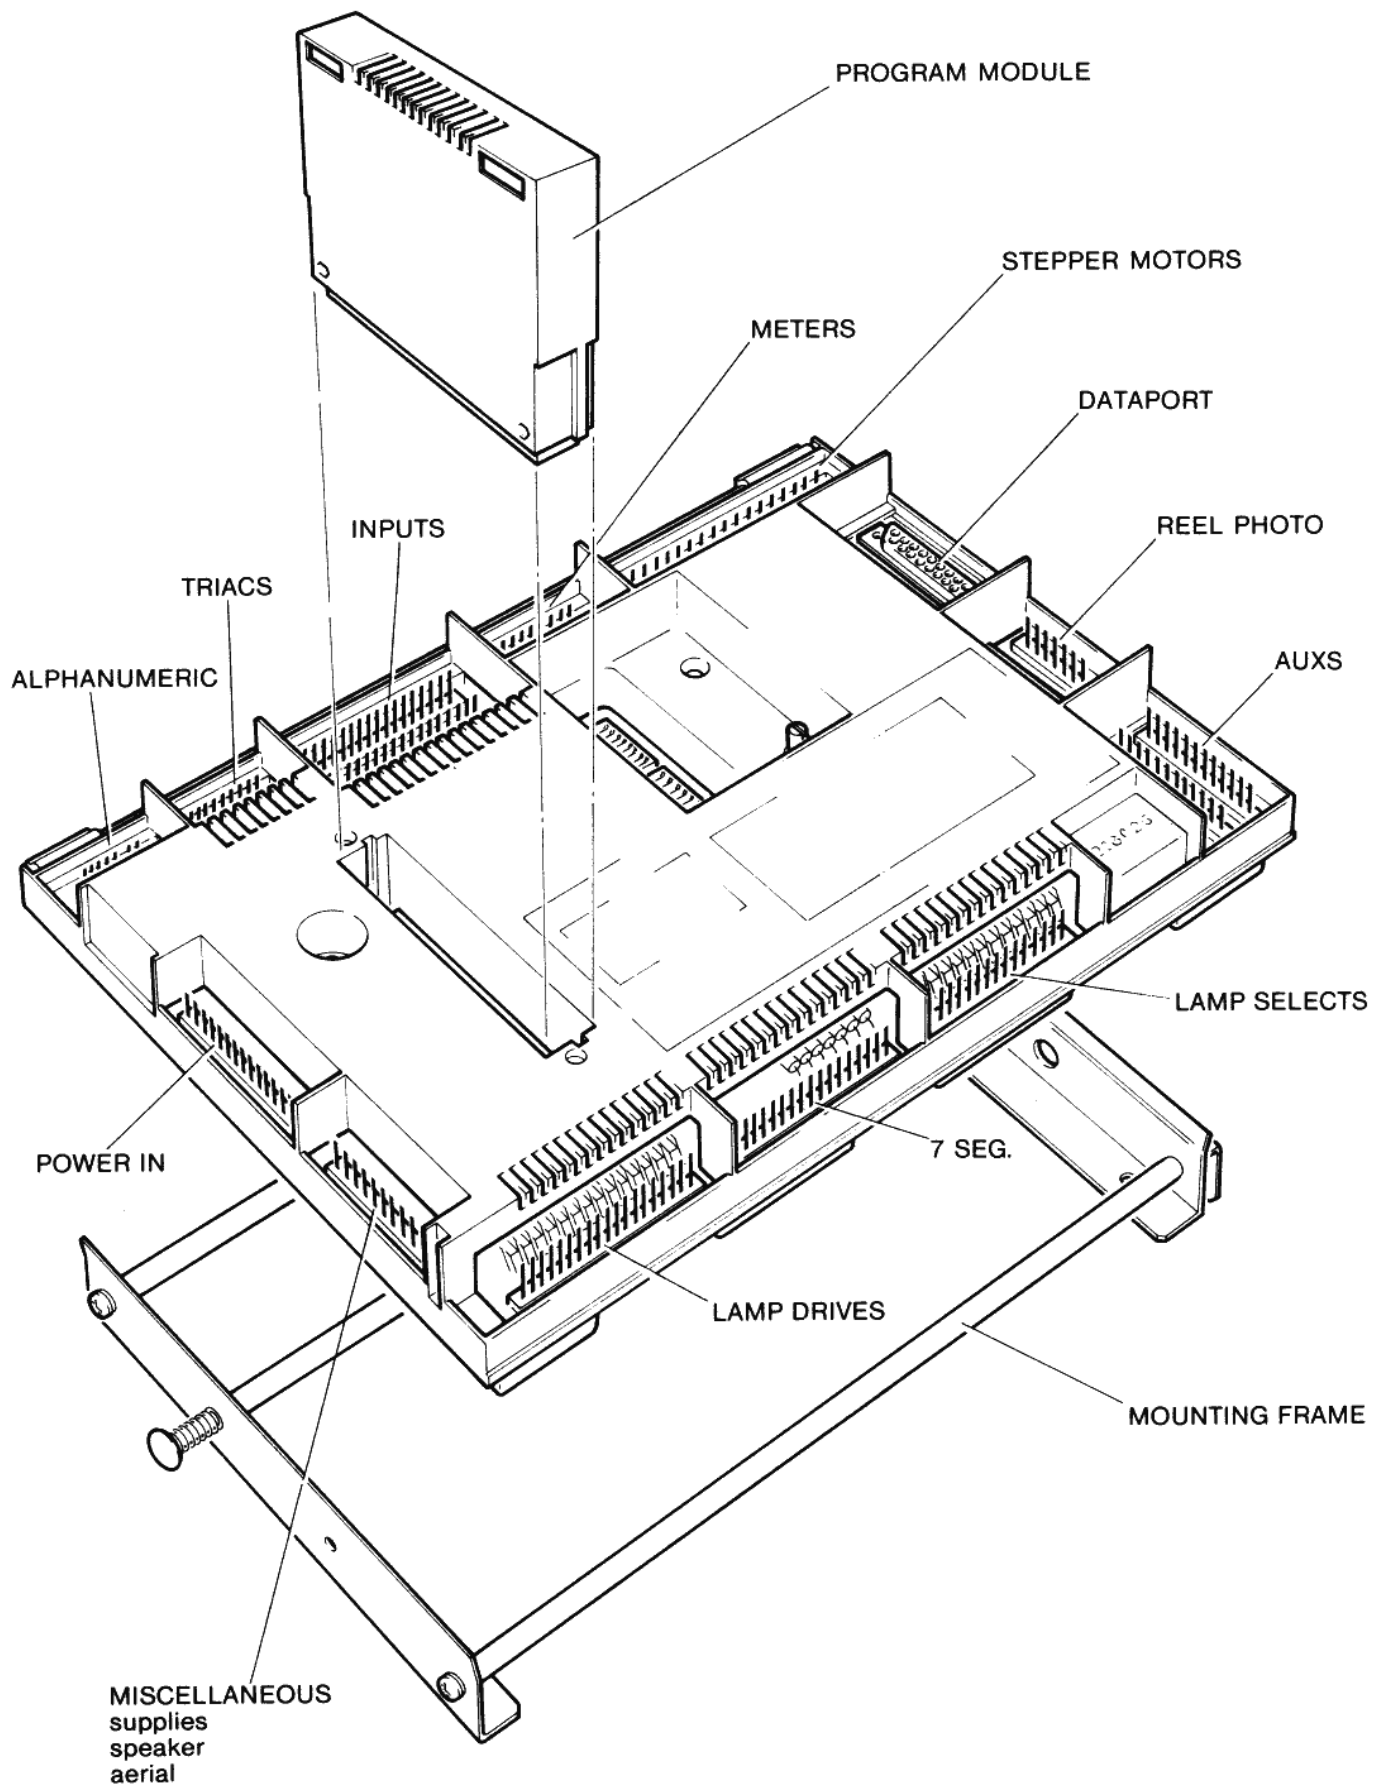 PROGRAM MODULE
STEPPER MOTORS
METERS
DATAPORT
INPUTS
REEL PHOTO
TRIACS
AUXS
ALPHANUMERIC
LAMP SELECTS
7 SEG.
POWER IN
LAMP DRIVES
MOUNTING FRAME
MISCELLANEOUS
supplies
speaker
aerial